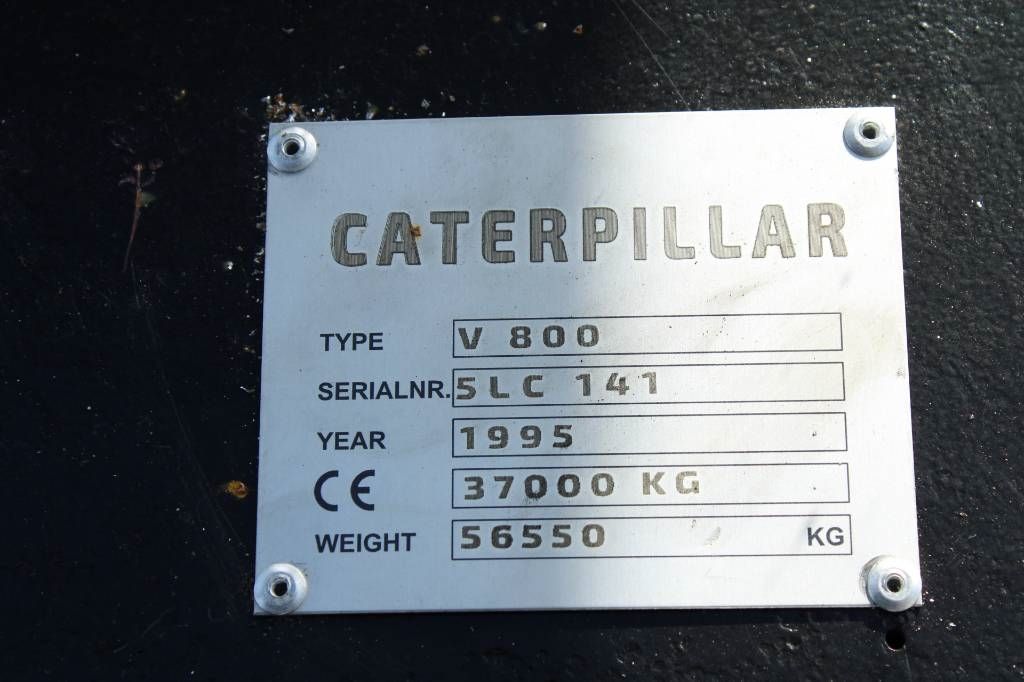 CATERPILLAR
TYPE V 800
SERIALNR. 5LC 141
YEAR 1995
CE 37000 KG
WEIGHT 56550 KG